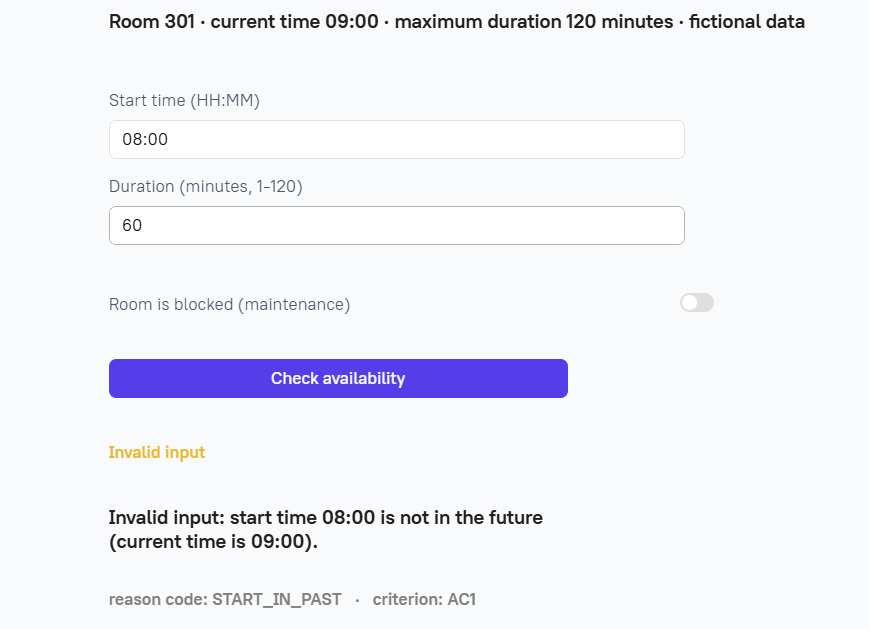 Room 301 · current time 09:00 · maximum duration 120 minutes · fictional data
Start time (HH:MM)
08:00
Duration (minutes, 1-120)
60
Room is blocked (maintenance)
Check availability
Invalid input
Invalid input: start time 08:00 is not in the future
(current time is 09:00).
reason code: START_IN_PAST · criterion: AC1